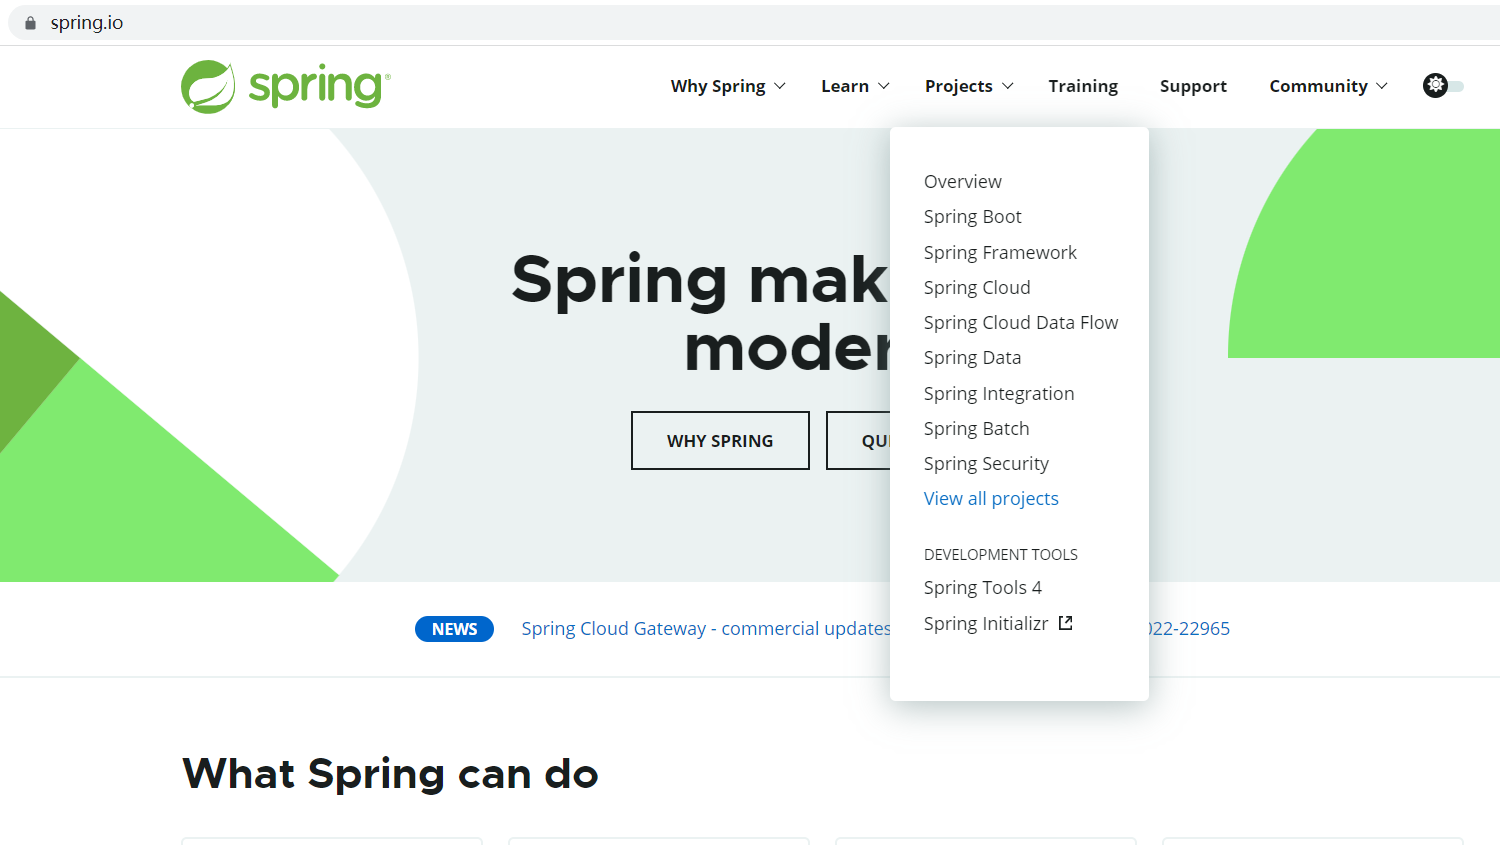 spring.io
spring®
Why Spring
Learn
Projects
Training
Support
Community
Overview
Spring Boot
Spring Framework
Spring Cloud
Spring Cloud Data Flow
Spring Data
Spring Integration
Spring Batch
Spring Security
View all projects
DEVELOPMENT TOOLS
Spring Tools 4
Spring Initializr
Spring mak
moder
WHY SPRING
QU
NEWS
Spring Cloud Gateway - commercial updates
022-22965
What Spring can do